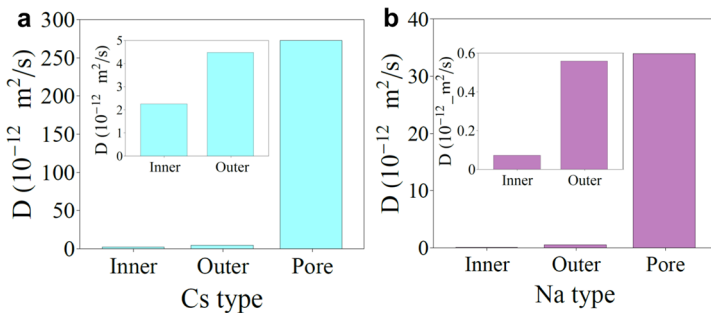 a
300
250
200
150
100
50
0
D (10⁻¹² m²/s)
5
4
3
2
1
0
D (10⁻¹² m²/s)
Inner Outer
Inner Outer Pore
Cs type
b
40
30
20
10
0
D (10⁻¹² m²/s)
0.6
0.4
0.2
0
D (10⁻¹²_m²/s)
Inner Outer
Inner Outer Pore
Na type